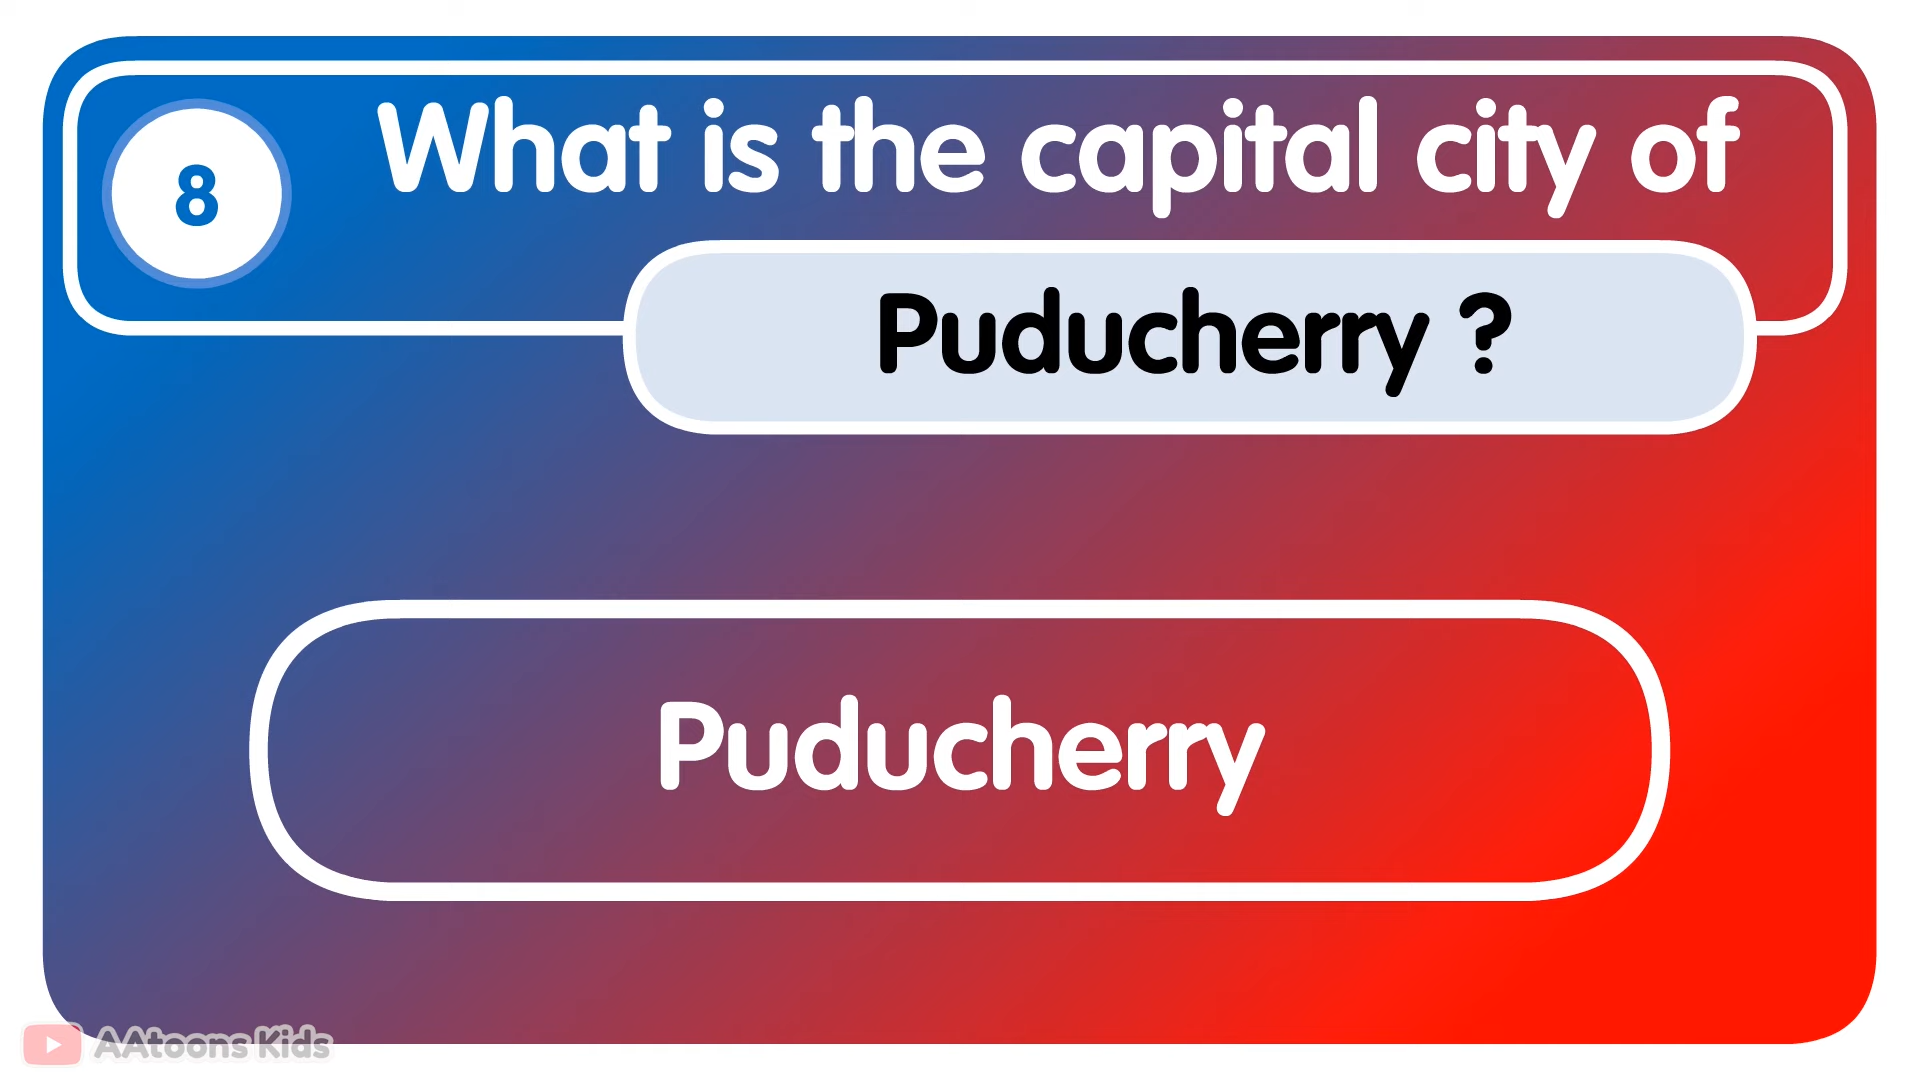 8
What is the capital city of
Puducherry ?
Puducherry
AAtoons Kids